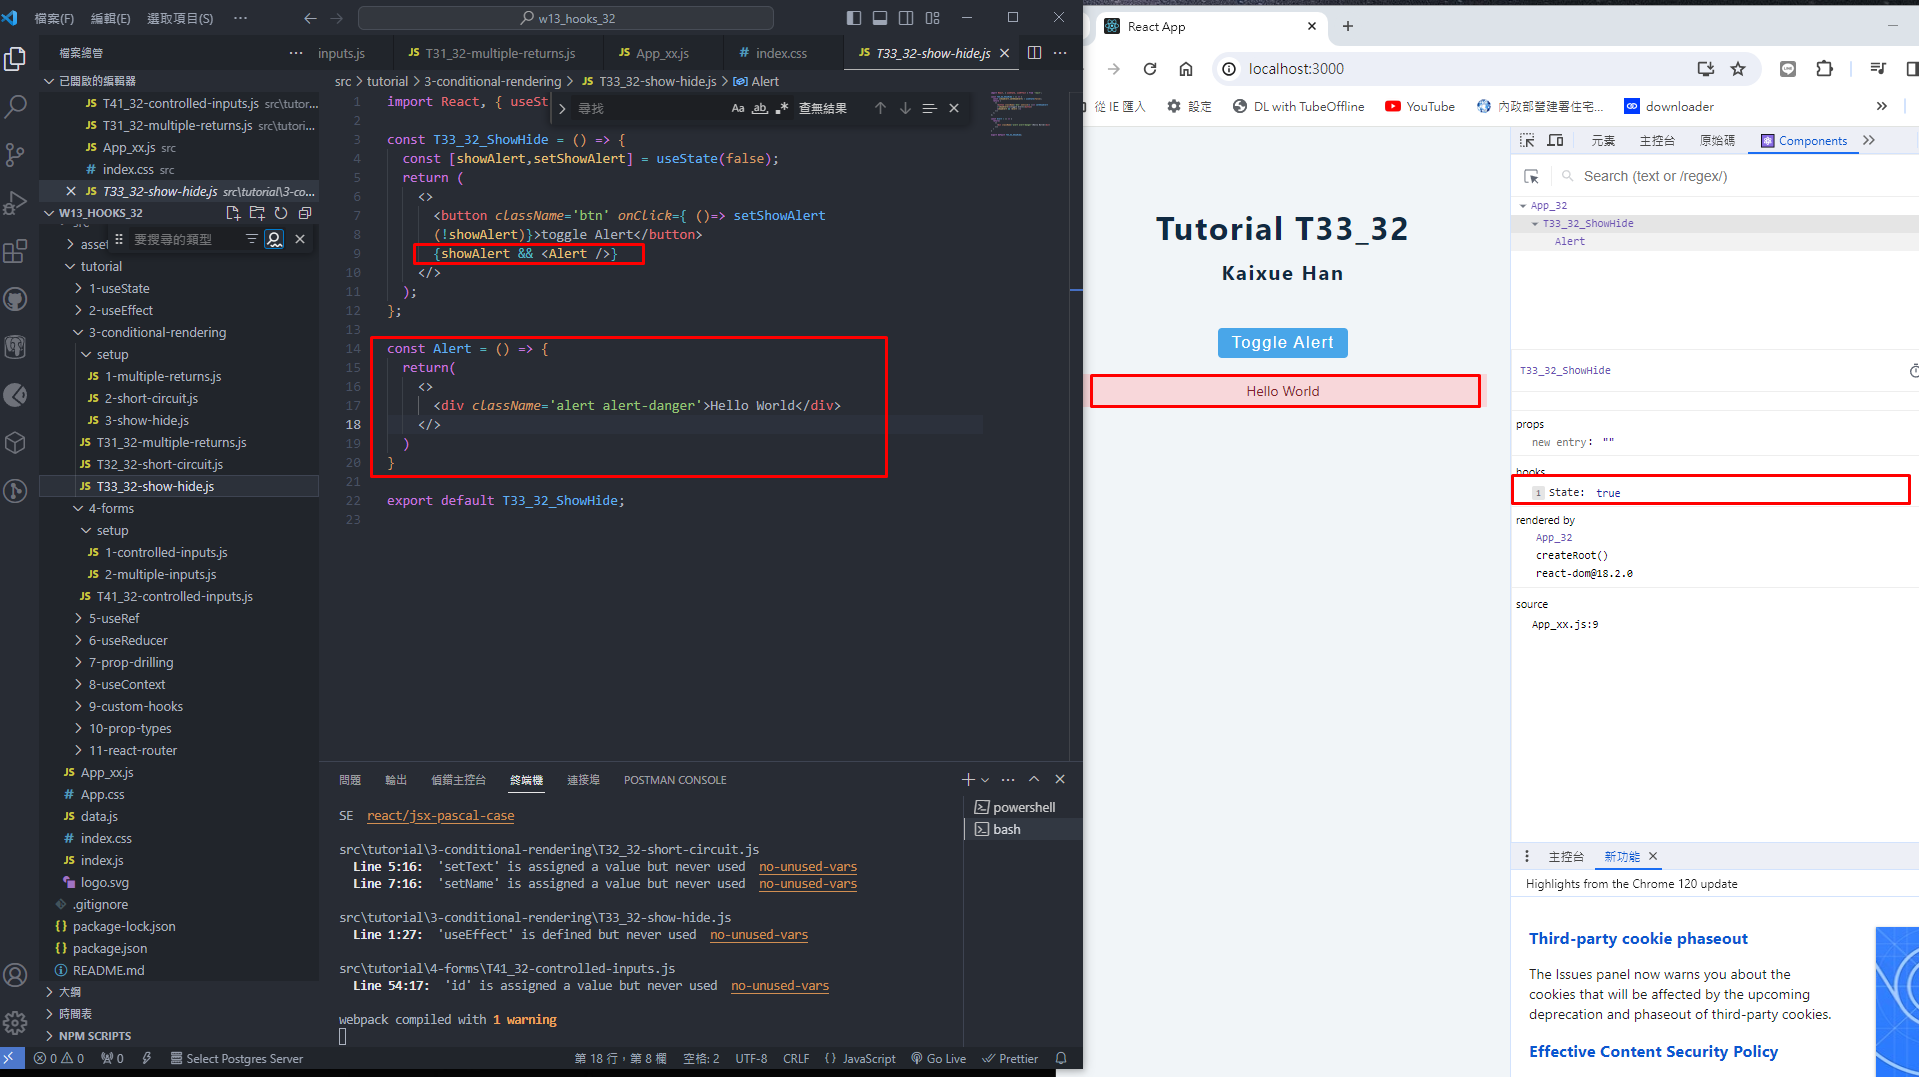 檔案(F) 編輯(E) 選取項目(S) ··· w13_hooks_32
檔案總管 ···
inputs.js
JS T31_32-multiple-returns.js
JS App_xx.js
# index.css
JS T33_32-show-hide.js
已開啟的編輯器
JS T41_32-controlled-inputs.js src\tutor...
JS T31_32-multiple-returns.js src\tutori...
JS App_xx.js src
# index.css src
JS T33_32-show-hide.js src\tutorial\3-co...
W13_HOOKS_32
src
asset
要搜尋的類型
tutorial
1-useState
2-useEffect
3-conditional-rendering
setup
JS 1-multiple-returns.js
JS 2-short-circuit.js
JS 3-show-hide.js
JS T31_32-multiple-returns.js
JS T32_32-short-circuit.js
JS T33_32-show-hide.js
4-forms
setup
JS 1-controlled-inputs.js
JS 2-multiple-inputs.js
JS T41_32-controlled-inputs.js
5-useRef
6-useReducer
7-prop-drilling
8-useContext
9-custom-hooks
10-prop-types
11-react-router
JS App_xx.js
# App.css
JS data.js
# index.css
JS index.js
logo.svg
.gitignore
{} package-lock.json
{} package.json
README.md
大綱
時間表
NPM SCRIPTS
src > tutorial > 3-conditional-rendering > JS T33_32-show-hide.js > Alert
尋找 Aa ab 查無結果
1 import React, { useSt
2
3 const T33_32_ShowHide = () => {
4 const [showAlert,setShowAlert] = useState(false);
5 return (
6 <>
7 <button className='btn' onClick={ ()=> setShowAlert
8 (!showAlert)}>toggle Alert</button>
9 {showAlert && <Alert />}
10 </>
11 );
12 };
13
14 const Alert = () => {
15 return(
16 <>
17 <div className='alert alert-danger'>Hello World</div>
18 </>
19 )
20 }
21
22 export default T33_32_ShowHide;
23
問題 輸出 偵錯主控台 終端機 連接埠 POSTMAN CONSOLE
powershell
bash
SE react/jsx-pascal-case
src\tutorial\3-conditional-rendering\T32_32-short-circuit.js
Line 5:16: 'setText' is assigned a value but never used no-unused-vars
Line 7:16: 'setName' is assigned a value but never used no-unused-vars
src\tutorial\3-conditional-rendering\T33_32-show-hide.js
Line 1:27: 'useEffect' is defined but never used no-unused-vars
src\tutorial\4-forms\T41_32-controlled-inputs.js
Line 54:17: 'id' is assigned a value but never used no-unused-vars
webpack compiled with 1 warning
0 0 0 Select Postgres Server 第 18 行，第 8 欄 空格: 2 UTF-8 CRLF {} JavaScript Go Live Prettier
React App
localhost:3000
從 IE 匯入 設定 DL with TubeOffline YouTube 內政部營建署住宅... downloader
Tutorial T33_32
Kaixue Han
Toggle Alert
Hello World
元素 主控台 原始碼 Components
Search (text or /regex/)
App_32
T33_32_ShowHide
Alert
T33_32_ShowHide
props
new entry: ""
hooks
1 State: true
rendered by
App_32
createRoot()
react-dom@18.2.0
source
App_xx.js:9
主控台 新功能
Highlights from the Chrome 120 update
Third-party cookie phaseout
The Issues panel now warns you about the
cookies that will be affected by the upcoming
deprecation and phaseout of third-party cookies.
Effective Content Security Policy